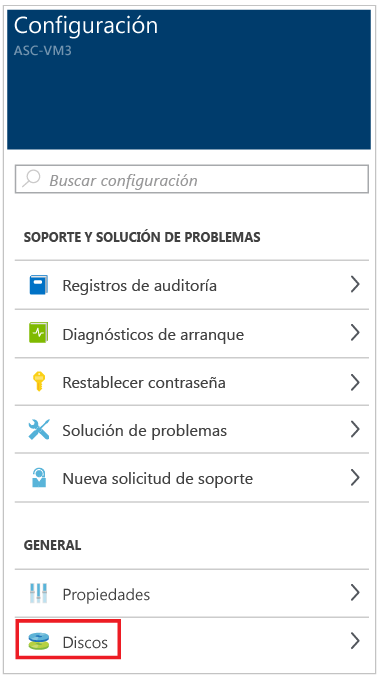 Configuración
ASC-VM3
Buscar configuración
SOPORTE Y SOLUCIÓN DE PROBLEMAS
Registros de auditoría
Diagnósticos de arranque
Restablecer contraseña
Solución de problemas
Nueva solicitud de soporte
GENERAL
Propiedades
Discos